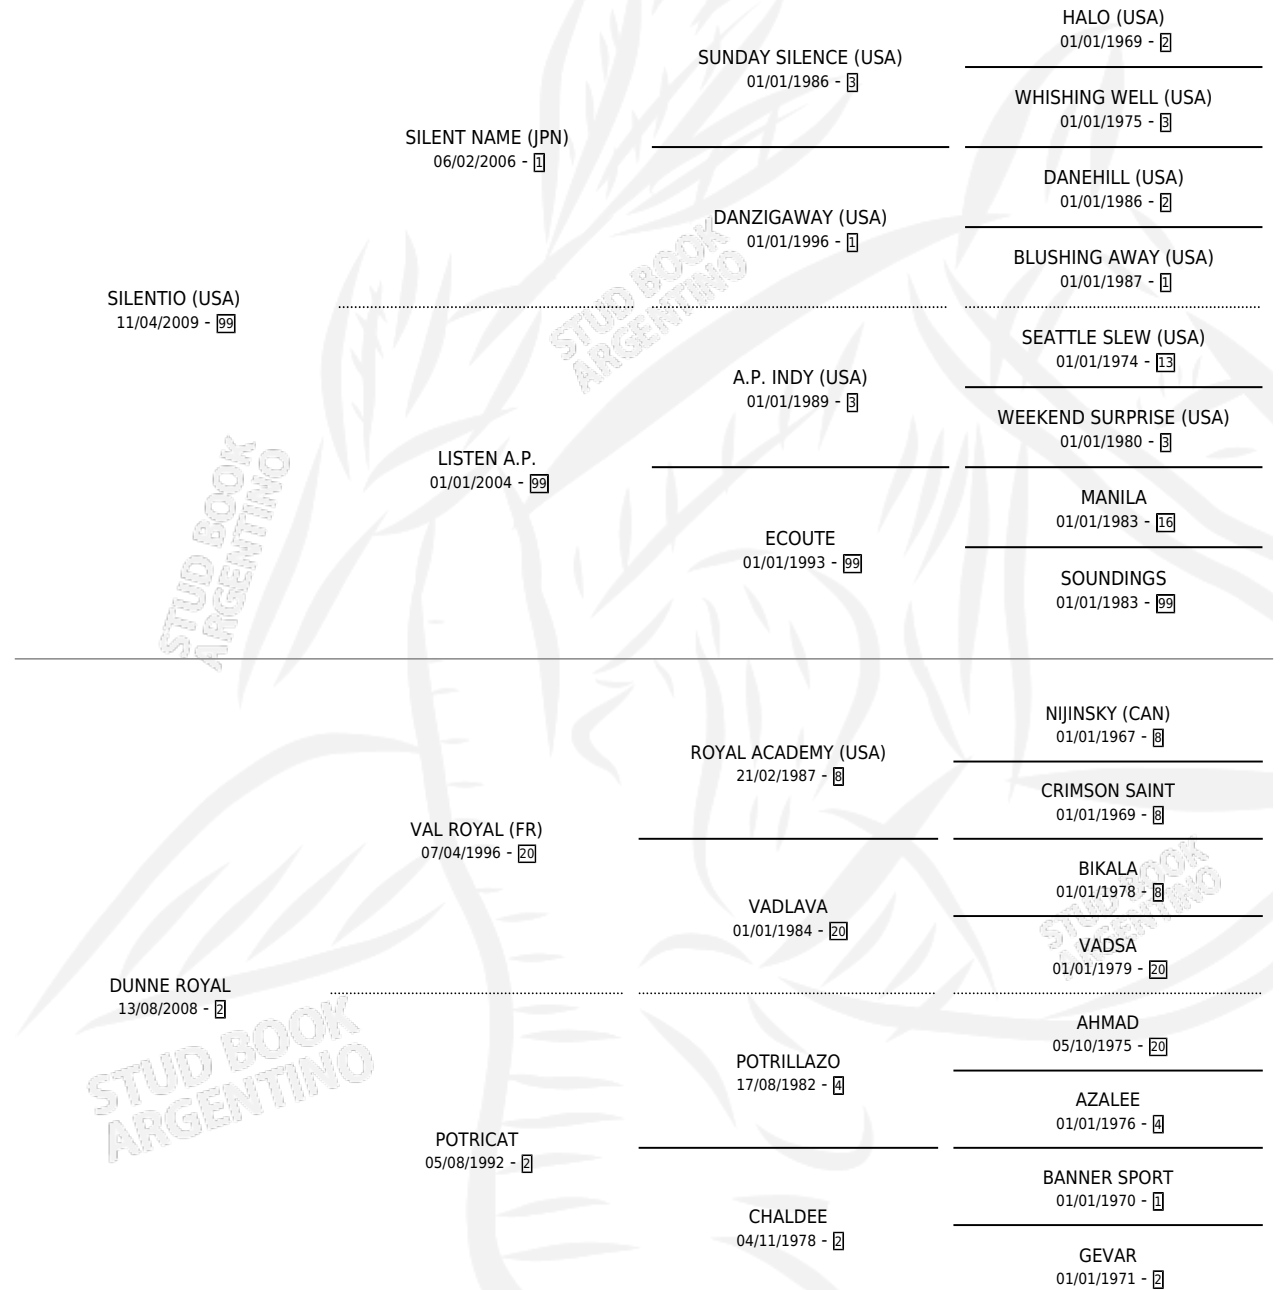 HALO (USA)
01/01/1969 - 2
SUNDAY SILENCE (USA)
01/01/1986 - 3
WHISHING WELL (USA)
01/01/1975 - 3
SILENT NAME (JPN)
06/02/2006 - 1
DANEHILL (USA)
01/01/1986 - 2
DANZIGAWAY (USA)
01/01/1996 - 1
BLUSHING AWAY (USA)
01/01/1987 - 1
SILENTIO (USA)
11/04/2009 - 99
STUD BOOK
ARGENTINO
SEATTLE SLEW (USA)
01/01/1974 - 13
A.P. INDY (USA)
01/01/1989 - 3
WEEKEND SURPRISE (USA)
01/01/1980 - 3
LISTEN A.P.
01/01/2004 - 99
MANILA
01/01/1983 - 16
ECOUTE
01/01/1993 - 99
SOUNDINGS
01/01/1983 - 99
STUD BOOK
ARGENTINO
NIJINSKY (CAN)
01/01/1967 - 8
ROYAL ACADEMY (USA)
21/02/1987 - 8
CRIMSON SAINT
01/01/1969 - 8
VAL ROYAL (FR)
07/04/1996 - 20
BIKALA
01/01/1978 - 8
VADLAVA
01/01/1984 - 20
VADSA
01/01/1979 - 20
STUD BOOK
ARGENTINO
DUNNE ROYAL
13/08/2008 - 2
STUD BOOK
ARGENTINO
AHMAD
05/10/1975 - 20
POTRILLAZO
17/08/1982 - 4
AZALEE
01/01/1976 - 4
POTRICAT
05/08/1992 - 2
BANNER SPORT
01/01/1970 - 1
CHALDEE
04/11/1978 - 2
GEVAR
01/01/1971 - 2